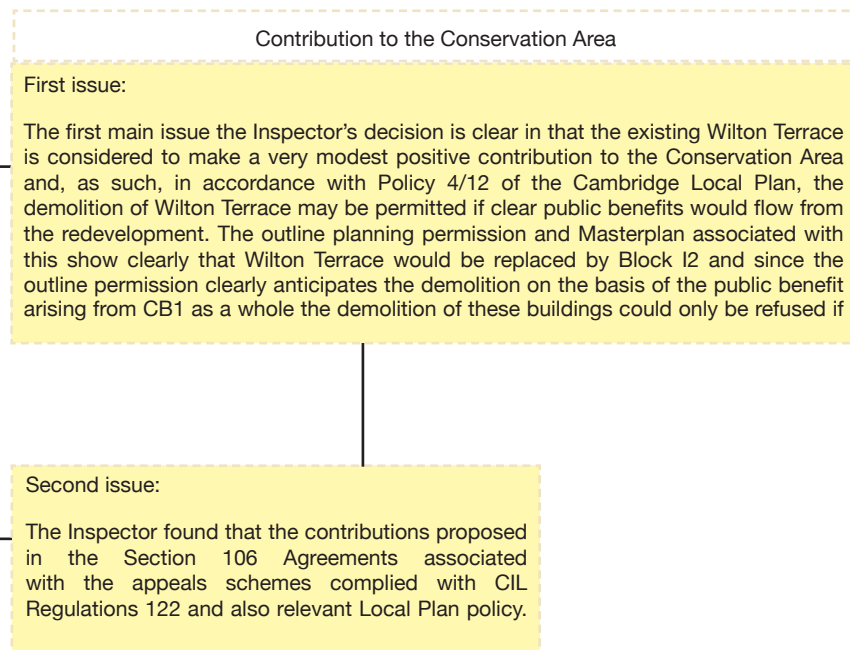 Contribution to the Conservation Area
First issue:
The first main issue the Inspector’s decision is clear in that the existing Wilton Terrace
is considered to make a very modest positive contribution to the Conservation Area
and, as such, in accordance with Policy 4/12 of the Cambridge Local Plan, the
demolition of Wilton Terrace may be permitted if clear public benefits would flow from
the redevelopment. The outline planning permission and Masterplan associated with
this show clearly that Wilton Terrace would be replaced by Block I2 and since the
outline permission clearly anticipates the demolition on the basis of the public benefit
arising from CB1 as a whole the demolition of these buildings could only be refused if
Second issue:
The Inspector found that the contributions proposed
in the Section 106 Agreements associated
with the appeals schemes complied with CIL
Regulations 122 and also relevant Local Plan policy.